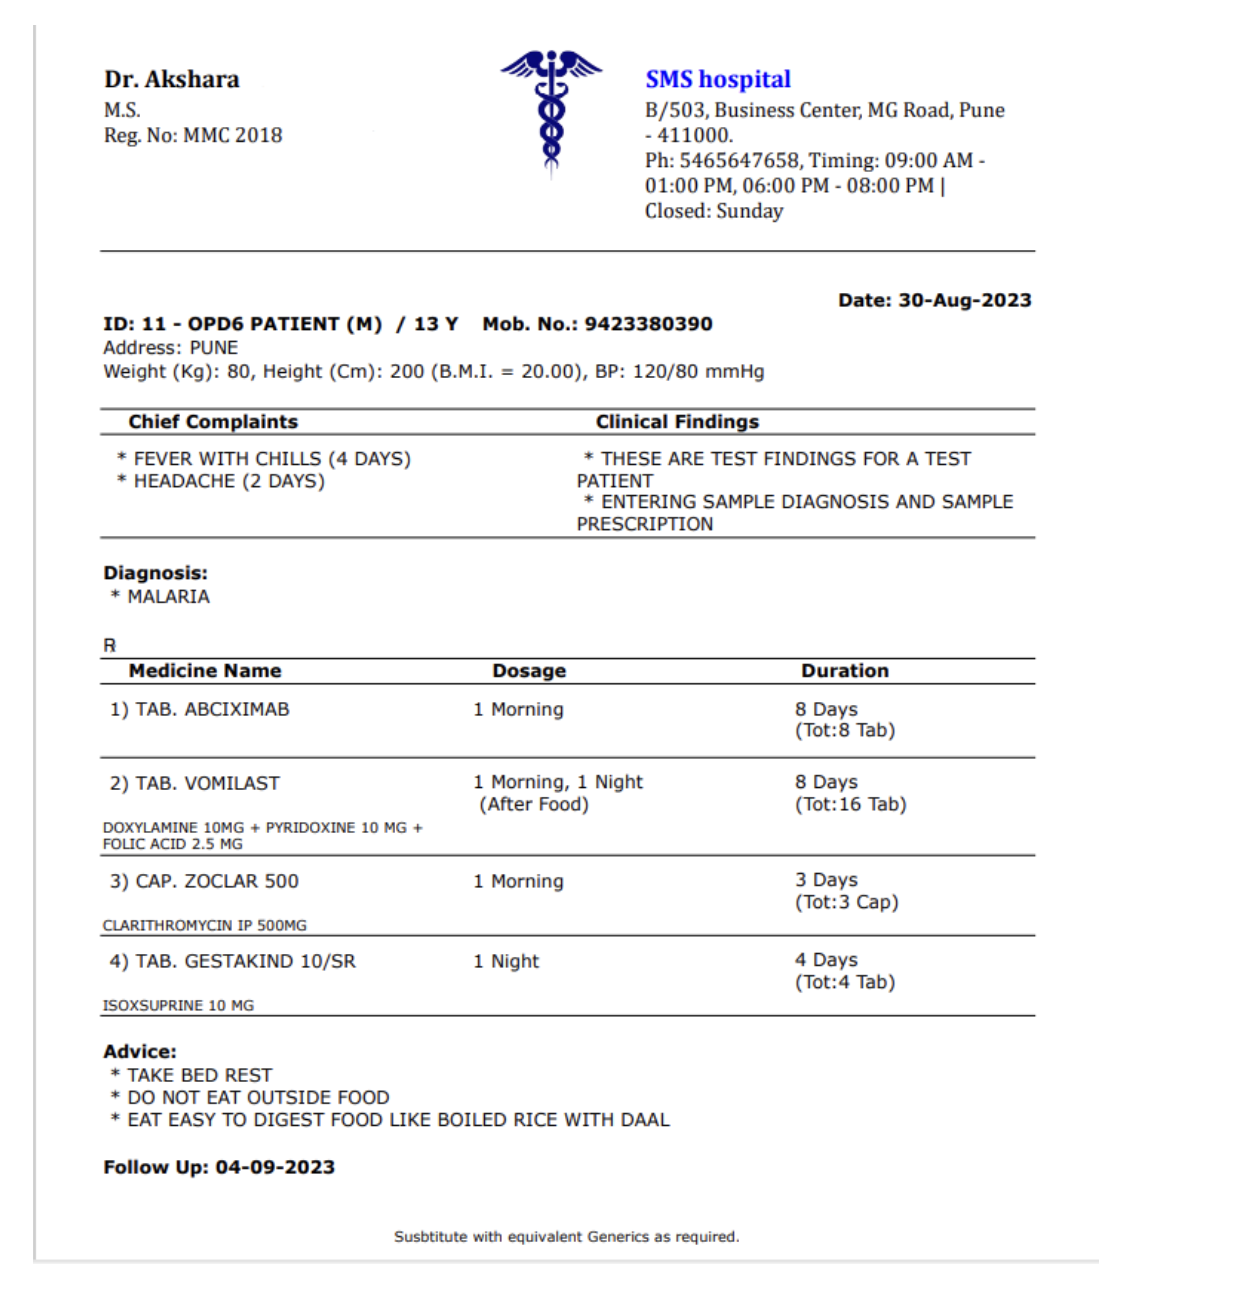 Dr. Akshara
M.S.
Reg. No: MMC 2018
SMS hospital
B/503, Business Center, MG Road, Pune
- 411000.
Ph: 5465647658, Timing: 09:00 AM -
01:00 PM, 06:00 PM - 08:00 PM |
Closed: Sunday
Date: 30-Aug-2023
ID: 11 - OPD6 PATIENT (M) / 13 Y Mob. No.: 9423380390
Address: PUNE
Weight (Kg): 80, Height (Cm): 200 (B.M.I. = 20.00), BP: 120/80 mmHg
Chief Complaints
* FEVER WITH CHILLS (4 DAYS)
* HEADACHE (2 DAYS)
Clinical Findings
* THESE ARE TEST FINDINGS FOR A TEST
PATIENT
* ENTERING SAMPLE DIAGNOSIS AND SAMPLE
PRESCRIPTION
Diagnosis:
* MALARIA
℞
Medicine Name Dosage Duration
1) TAB. ABCIXIMAB 1 Morning 8 Days
(Tot:8 Tab)
2) TAB. VOMILAST 1 Morning, 1 Night 8 Days
(After Food) (Tot:16 Tab)
DOXYLAMINE 10MG + PYRIDOXINE 10 MG +
FOLIC ACID 2.5 MG
3) CAP. ZOCLAR 500 1 Morning 3 Days
(Tot:3 Cap)
CLARITHROMYCIN IP 500MG
4) TAB. GESTAKIND 10/SR 1 Night 4 Days
(Tot:4 Tab)
ISOXSUPRINE 10 MG
Advice:
* TAKE BED REST
* DO NOT EAT OUTSIDE FOOD
* EAT EASY TO DIGEST FOOD LIKE BOILED RICE WITH DAAL
Follow Up: 04-09-2023
Susbtitute with equivalent Generics as required.